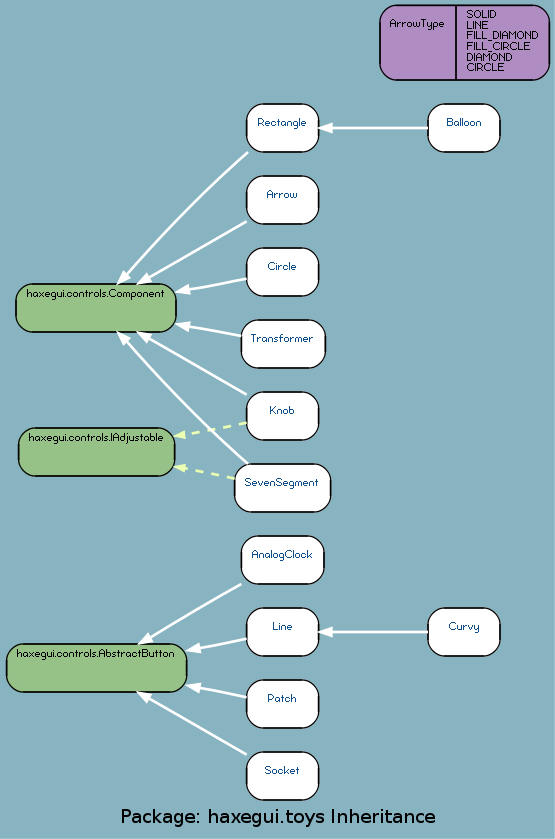 ArrowType
SOLID
LINE
FILL_DIAMOND
FILL_CIRCLE
DIAMOND
CIRCLE
Rectangle
Balloon
Arrow
Circle
haxegui.controls.Component
Transformer
Knob
haxegui.controls.IAdjustable
SevenSegment
AnalogClock
Line
Curvy
haxegui.controls.AbstractButton
Patch
Socket
Package: haxegui.toys Inheritance